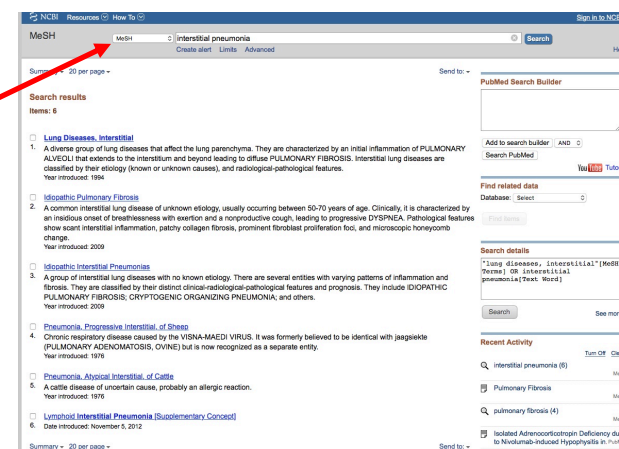 NCBI Resources How To Sign in to NCB
MeSH MeSH interstitial pneumonia Search
Create alert Limits Advanced
Summary 20 per page Send to:
Search results
Items: 6
Lung Diseases, Interstitial
1. A diverse group of lung diseases that affect the lung parenchyma. They are characterized by an initial inflammation of PULMONARY
ALVEOLI that extends to the interstitium and beyond leading to diffuse PULMONARY FIBROSIS. Interstitial lung diseases are
classified by their etiology (known or unknown causes), and radiological-pathological features.
Year introduced: 1994
Idiopathic Pulmonary Fibrosis
2. A common interstitial lung disease of unknown etiology, usually occurring between 50-70 years of age. Clinically, it is characterized by
an insidious onset of breathlessness with exertion and a nonproductive cough, leading to progressive DYSPNEA. Pathological features
show scant interstitial inflammation, patchy collagen fibrosis, prominent fibroblast proliferation foci, and microscopic honeycomb
change.
Year introduced: 2009
Idiopathic Interstitial Pneumonias
3. A group of interstitial lung diseases with no known etiology. There are several entities with varying patterns of inflammation and
fibrosis. They are classified by their distinct clinical-radiological-pathological features and prognosis. They include IDIOPATHIC
PULMONARY FIBROSIS; CRYPTOGENIC ORGANIZING PNEUMONIA; and others.
Year introduced: 2009
Pneumonia, Progressive Interstitial, of Sheep
4. Chronic respiratory disease caused by the VISNA-MAEDI VIRUS. It was formerly believed to be identical with jaagsiekte
(PULMONARY ADENOMATOSIS, OVINE) but is now recognized as a separate entity.
Year introduced: 1976
Pneumonia, Atypical Interstitial, of Cattle
5. A cattle disease of uncertain cause, probably an allergic reaction.
Year introduced: 1976
Lymphoid Interstitial Pneumonia [Supplementary Concept]
6. Date introduced: November 5, 2012
Summary 20 per page Send to:
PubMed Search Builder
Add to search builder AND
Search PubMed
You Tube Tuto
Find related data
Database: Select
Find items
Search details
"lung diseases, interstitial"[MeSH
Terms] OR interstitial
pneumonia[Text Word]
Search See mor
Recent Activity
Turn Off Cle
interstitial pneumonia (6)
Me
Pulmonary Fibrosis
Me
pulmonary fibrosis (4)
Me
Isolated Adrenocorticotropin Deficiency du
to Nivolumab-induced Hypophysitis in